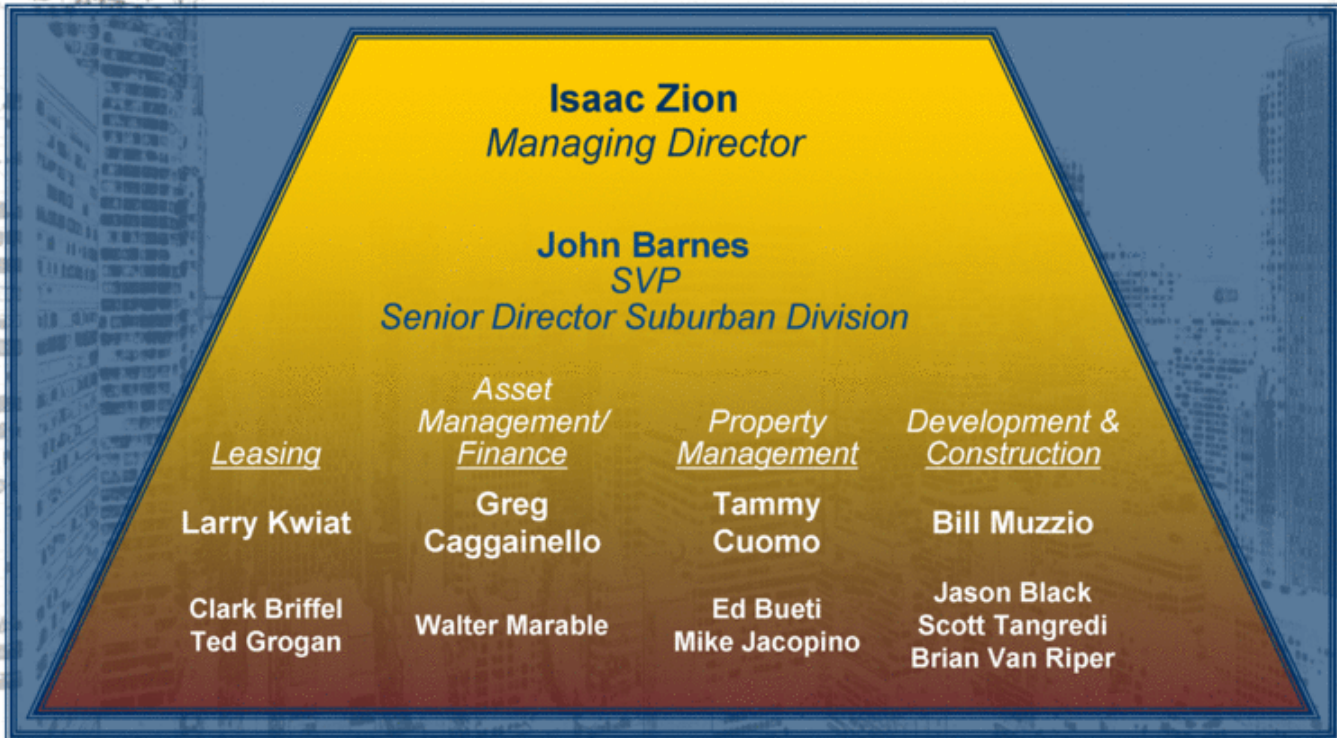 Isaac Zion
Managing Director
John Barnes
SVP
Senior Director Suburban Division
Leasing
Larry Kwiat
Clark Briffel
Ted Grogan
Asset
Management/
Finance
Greg
Caggainello
Walter Marable
Property
Management
Tammy
Cuomo
Ed Bueti
Mike Jacopino
Development &
Construction
Bill Muzzio
Jason Black
Scott Tangredi
Brian Van Riper